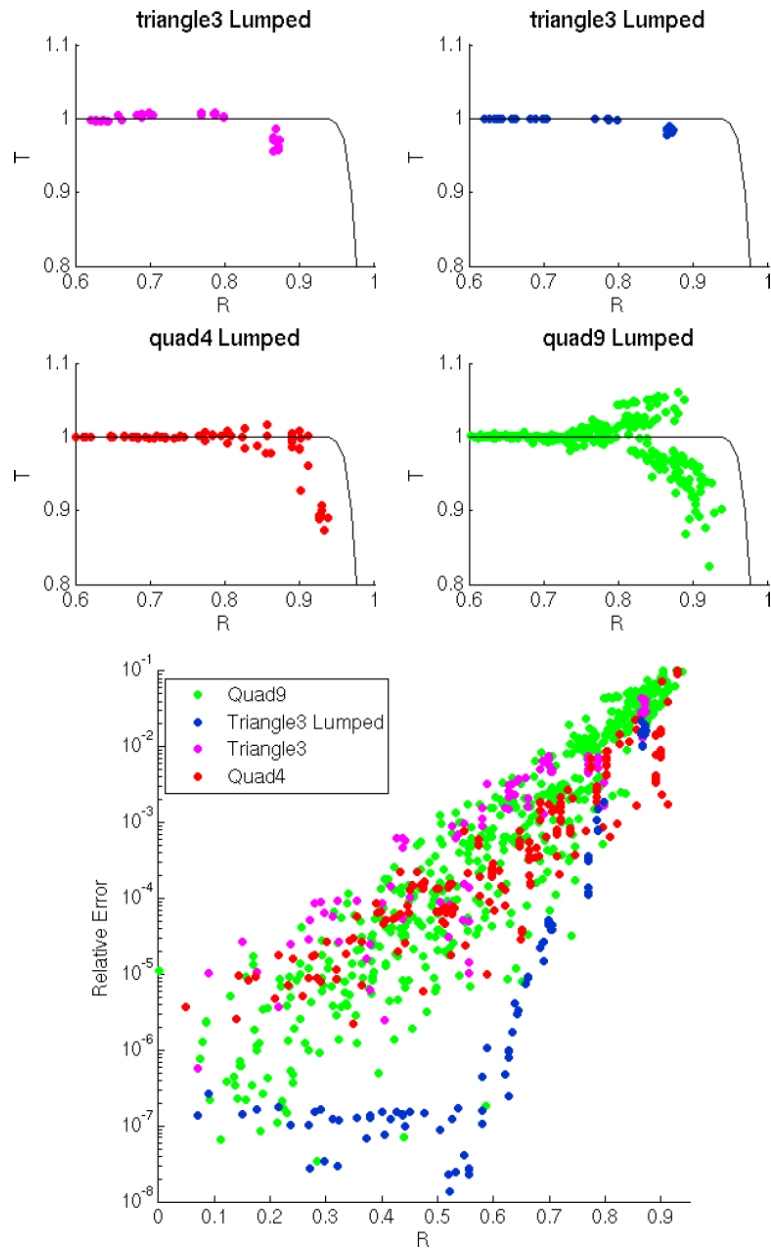 triangle3 Lumped
triangle3 Lumped
1.1
1
0.9
0.8
T
0.6 0.7 0.8 0.9 1
R
1.1
1
0.9
0.8
T
0.6 0.7 0.8 0.9 1
R
quad4 Lumped
quad9 Lumped
1.1
1
0.9
0.8
T
0.6 0.7 0.8 0.9 1
R
1.1
1
0.9
0.8
T
0.6 0.7 0.8 0.9 1
R
Quad9
Triangle3 Lumped
Triangle3
Quad4
10-1
10-2
10-3
10-4
10-5
10-6
10-7
10-8
Relative Error
0 0.1 0.2 0.3 0.4 0.5 0.6 0.7 0.8 0.9
R